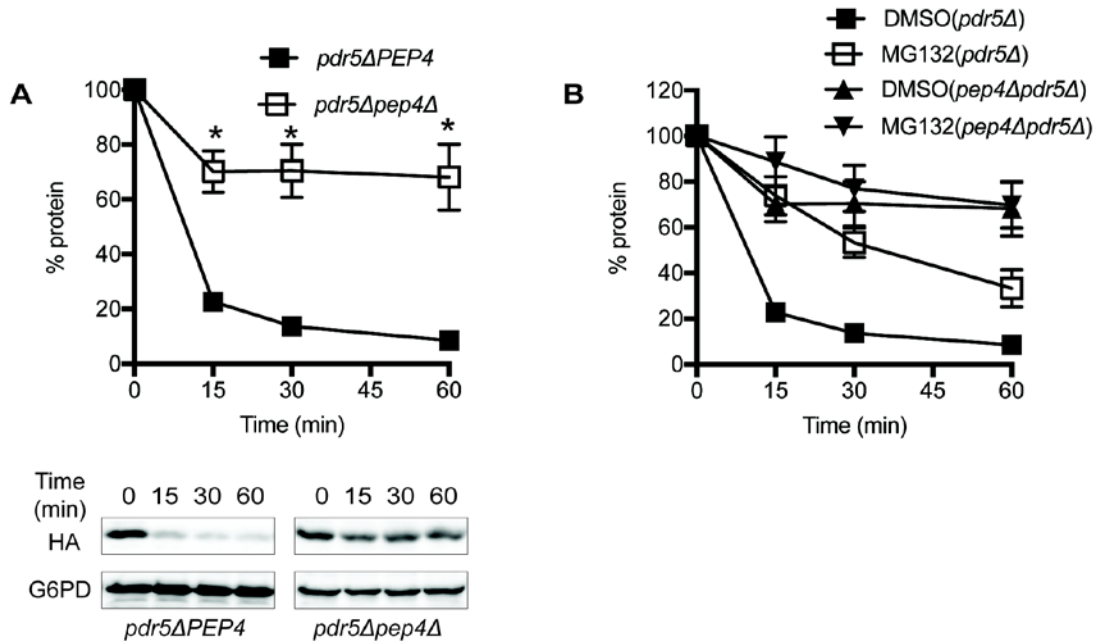 A
pdr5ΔPEP4
pdr5Δpep4Δ
% protein
100
80
60
40
20
0
* * *
0 15 30 45 60
Time (min)
B
DMSO(pdr5Δ)
MG132(pdr5Δ)
DMSO(pep4Δpdr5Δ)
MG132(pep4Δpdr5Δ)
% protein
120
100
80
60
40
20
0
0 15 30 45 60
Time (min)
Time
(min)
0 15 30 60 0 15 30 60
HA
G6PD
pdr5ΔPEP4 pdr5Δpep4Δ